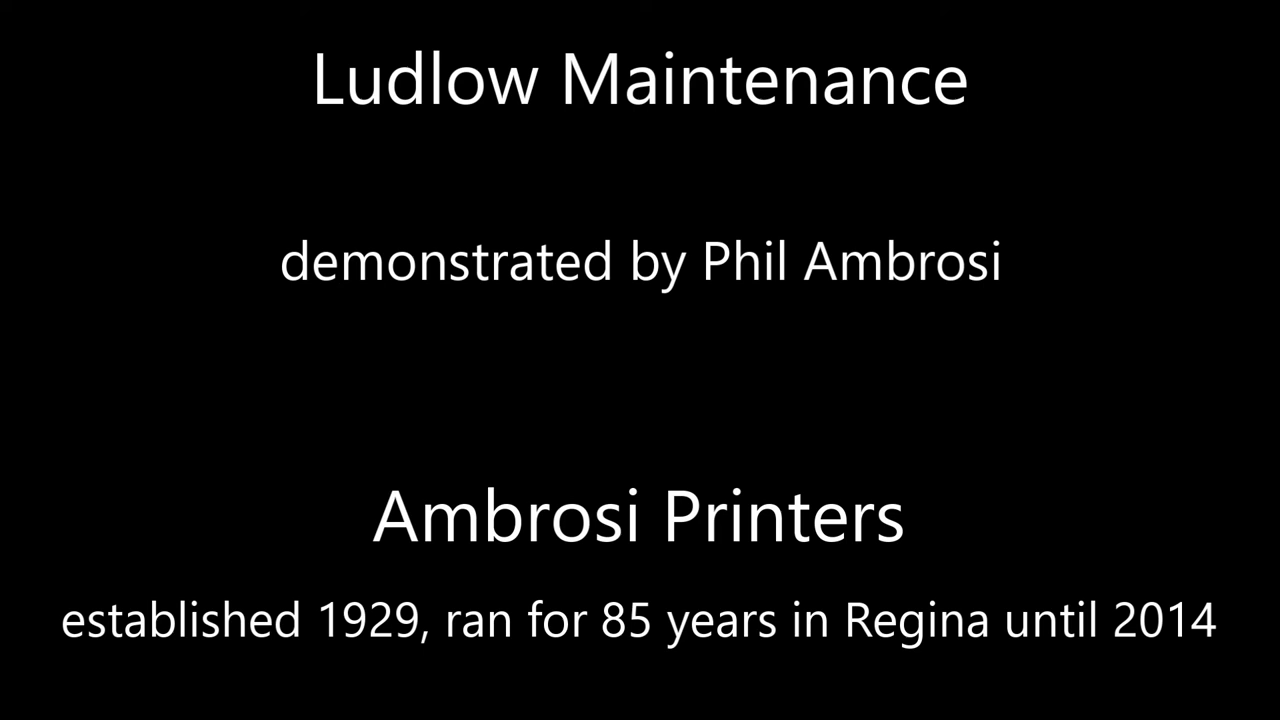 Ludlow Maintenance
demonstrated by Phil Ambrosi
Ambrosi Printers
established 1929, ran for 85 years in Regina until 2014